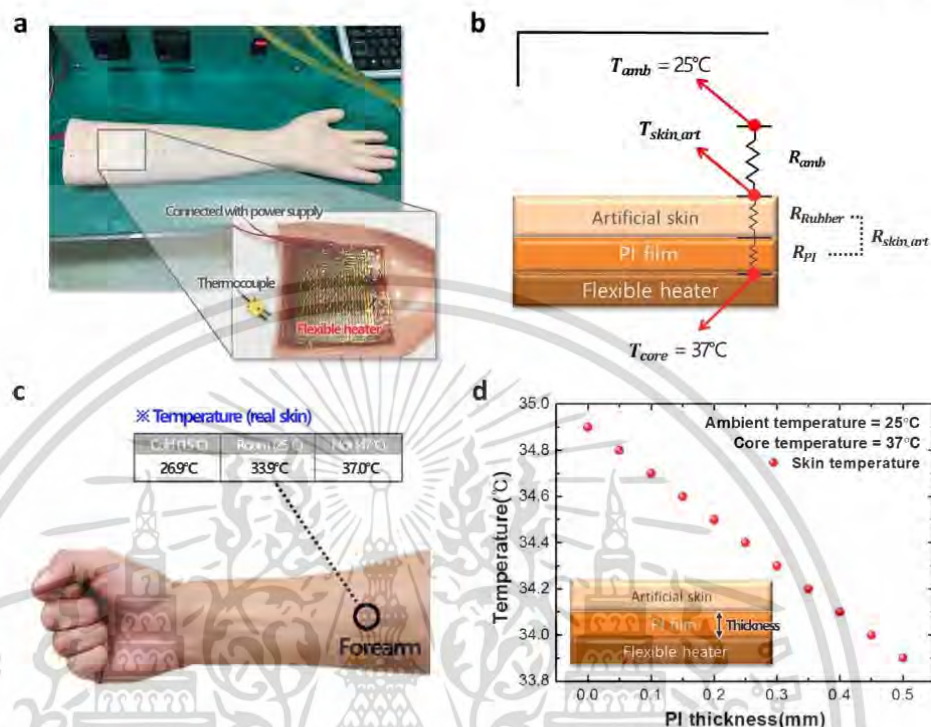 a
Connected with power supply
Thermocouple
Flexible heater
b
T_amb = 25°C
T_skin_art
R_amb
Artificial skin
R_Rubber
R_skin_art
PI film
R_PI
Flexible heater
T_core = 37°C
c
※ Temperature (real skin)
26.9°C 33.9°C 37.0°C
Forearm
d
Ambient temperature = 25°C
Core temperature = 37°C
Skin temperature
Temperature(°C)
35.0
34.8
34.6
34.4
34.2
34.0
33.8
Artificial skin
PI film
Thickness
Flexible heater
0.0 0.1 0.2 0.3 0.4 0.5
PI thickness(mm)